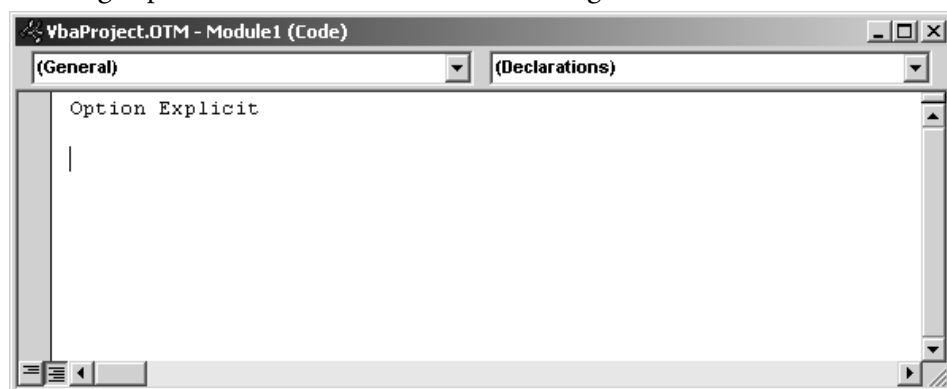 VbaProject.OTM - Module1 (Code)
(General) (Declarations)
Option Explicit